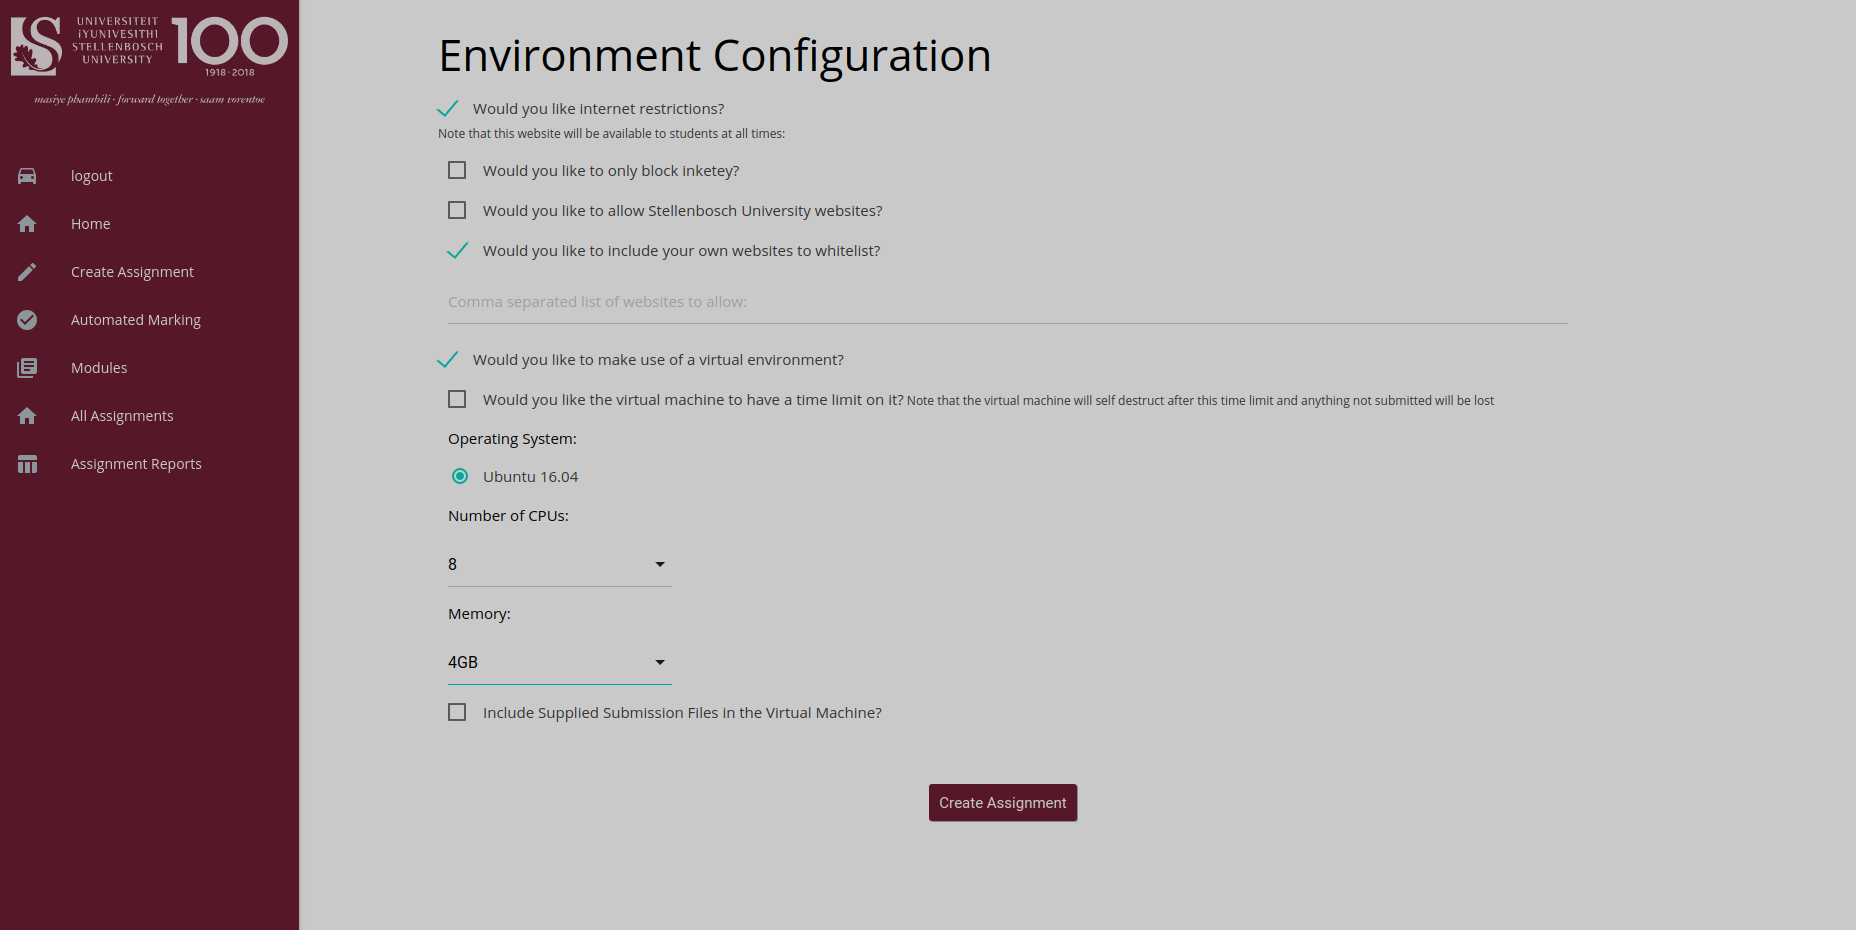 UNIVERSITEIT
iYUNIVESITHI
STELLENBOSCH
UNIVERSITY
100
1918 · 2018
masiye phambili · forward together · saam vorentoe
logout
Home
Create Assignment
Automated Marking
Modules
All Assignments
Assignment Reports
Environment Configuration
Would you like internet restrictions?
Note that this website will be available to students at all times:
Would you like to only block inketey?
Would you like to allow Stellenbosch University websites?
Would you like to include your own websites to whitelist?
Comma separated list of websites to allow:
Would you like to make use of a virtual environment?
Would you like the virtual machine to have a time limit on it? Note that the virtual machine will self destruct after this time limit and anything not submitted will be lost
Operating System:
Ubuntu 16.04
Number of CPUs:
8
Memory:
4GB
Include Supplied Submission Files in the Virtual Machine?
Create Assignment